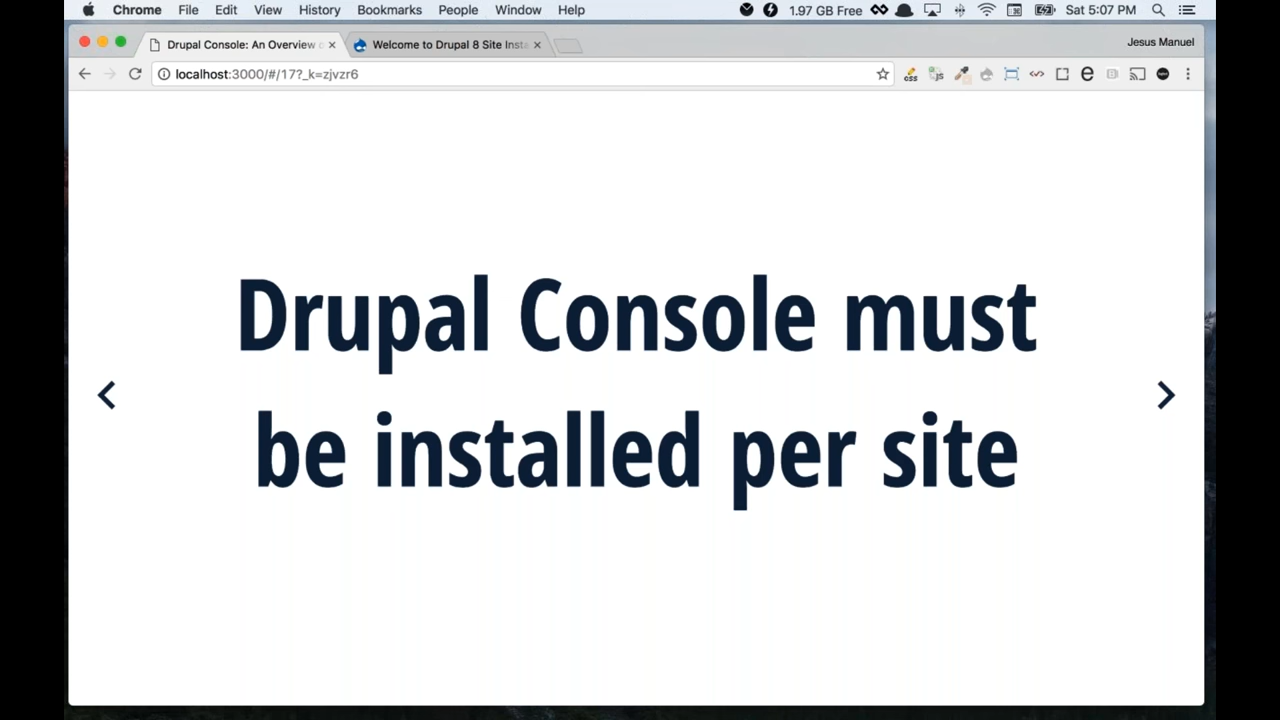 Chrome File Edit View History Bookmarks People Window Help 1.97 GB Free Sat 5:07 PM
Drupal Console: An Overview Welcome to Drupal 8 Site Insta Jesus Manuel
localhost:3000/#/17?_k=zjvzr6
Drupal Console must
be installed per site